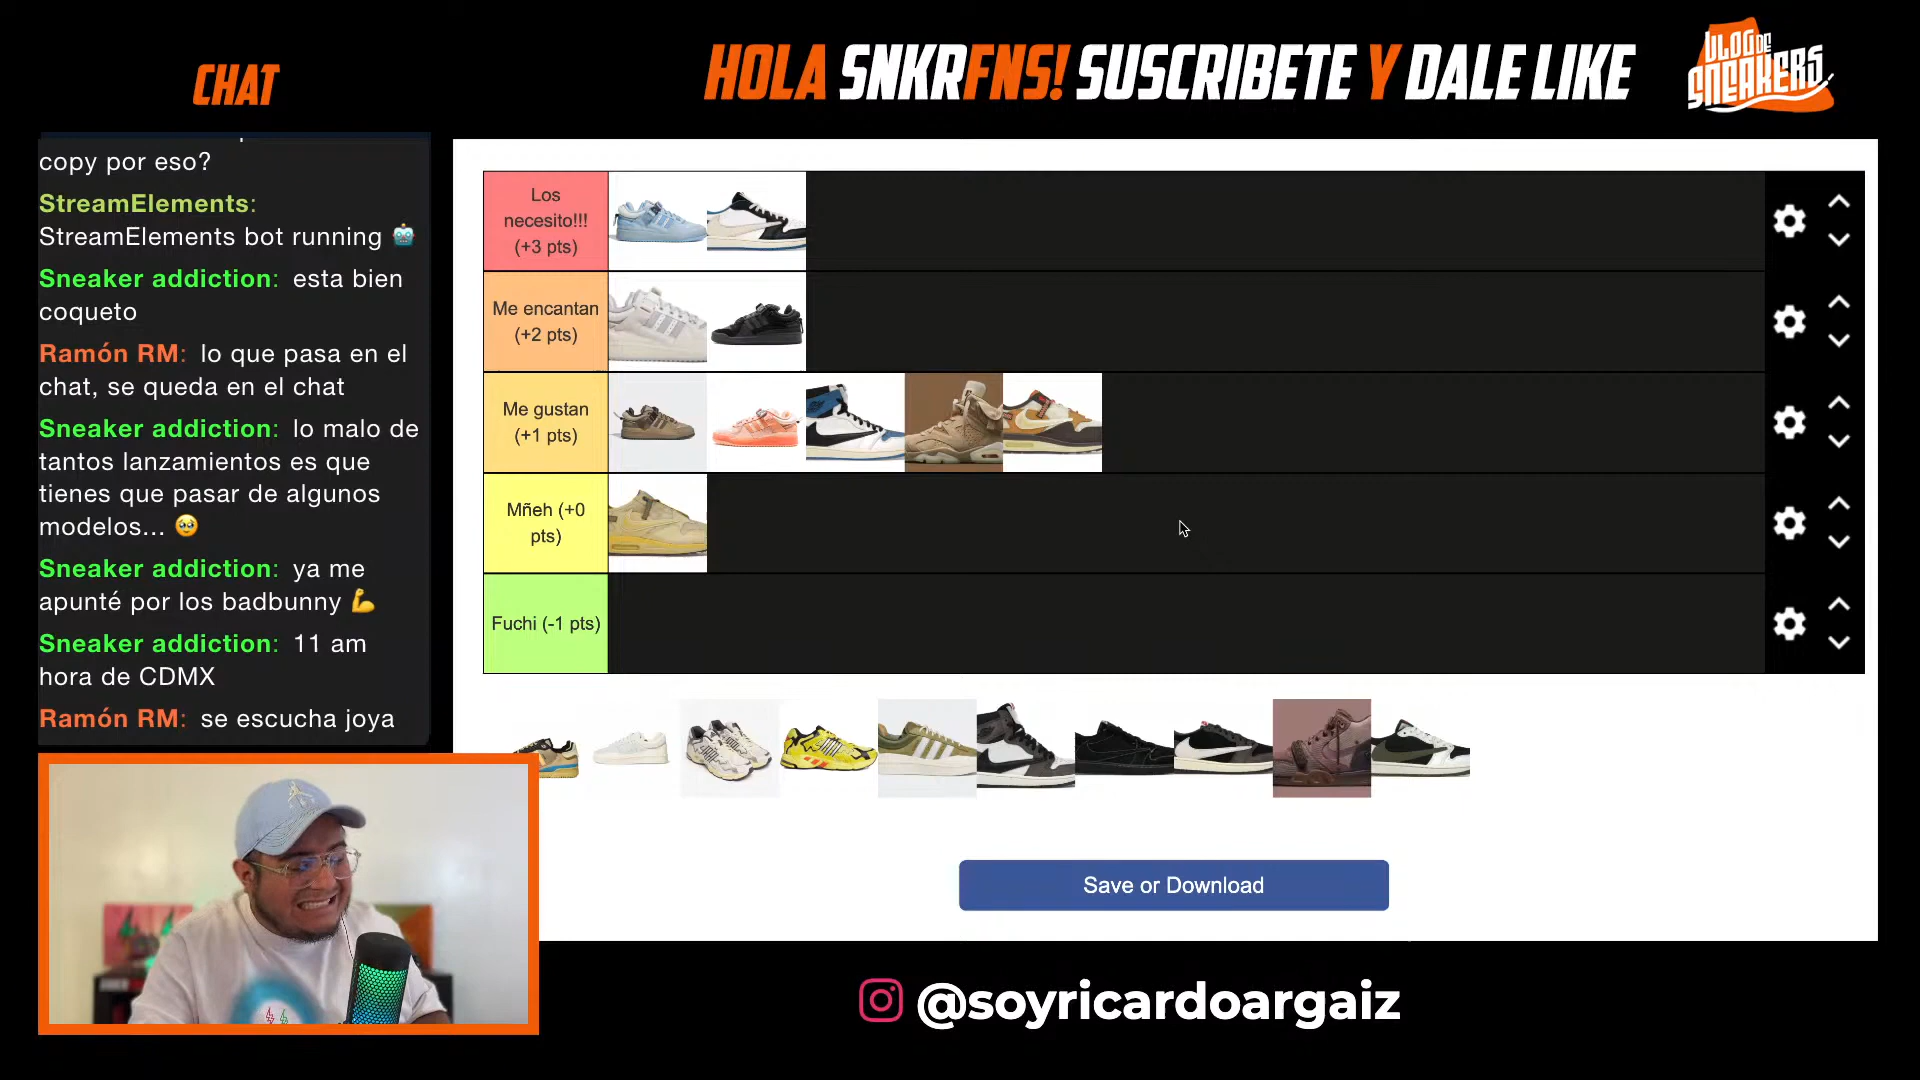 CHAT
HOLA SNKRFNS! SUSCRIBETE Y DALE LIKE
VLOG DE
SNEAKERS
copy por eso?
StreamElements:
StreamElements bot running 🤖
Sneaker addiction: esta bien
coqueto
Ramón RM: lo que pasa en el
chat, se queda en el chat
Sneaker addiction: lo malo de
tantos lanzamientos es que
tienes que pasar de algunos
modelos... 🥹
Sneaker addiction: ya me
apunté por los badbunny 💪
Sneaker addiction: 11 am
hora de CDMX
Ramón RM: se escucha joya
Los
necesito!!!
(+3 pts)
Me encantan
(+2 pts)
Me gustan
(+1 pts)
Mñeh (+0
pts)
Fuchi (-1 pts)
Save or Download
@soyricardoargaiz